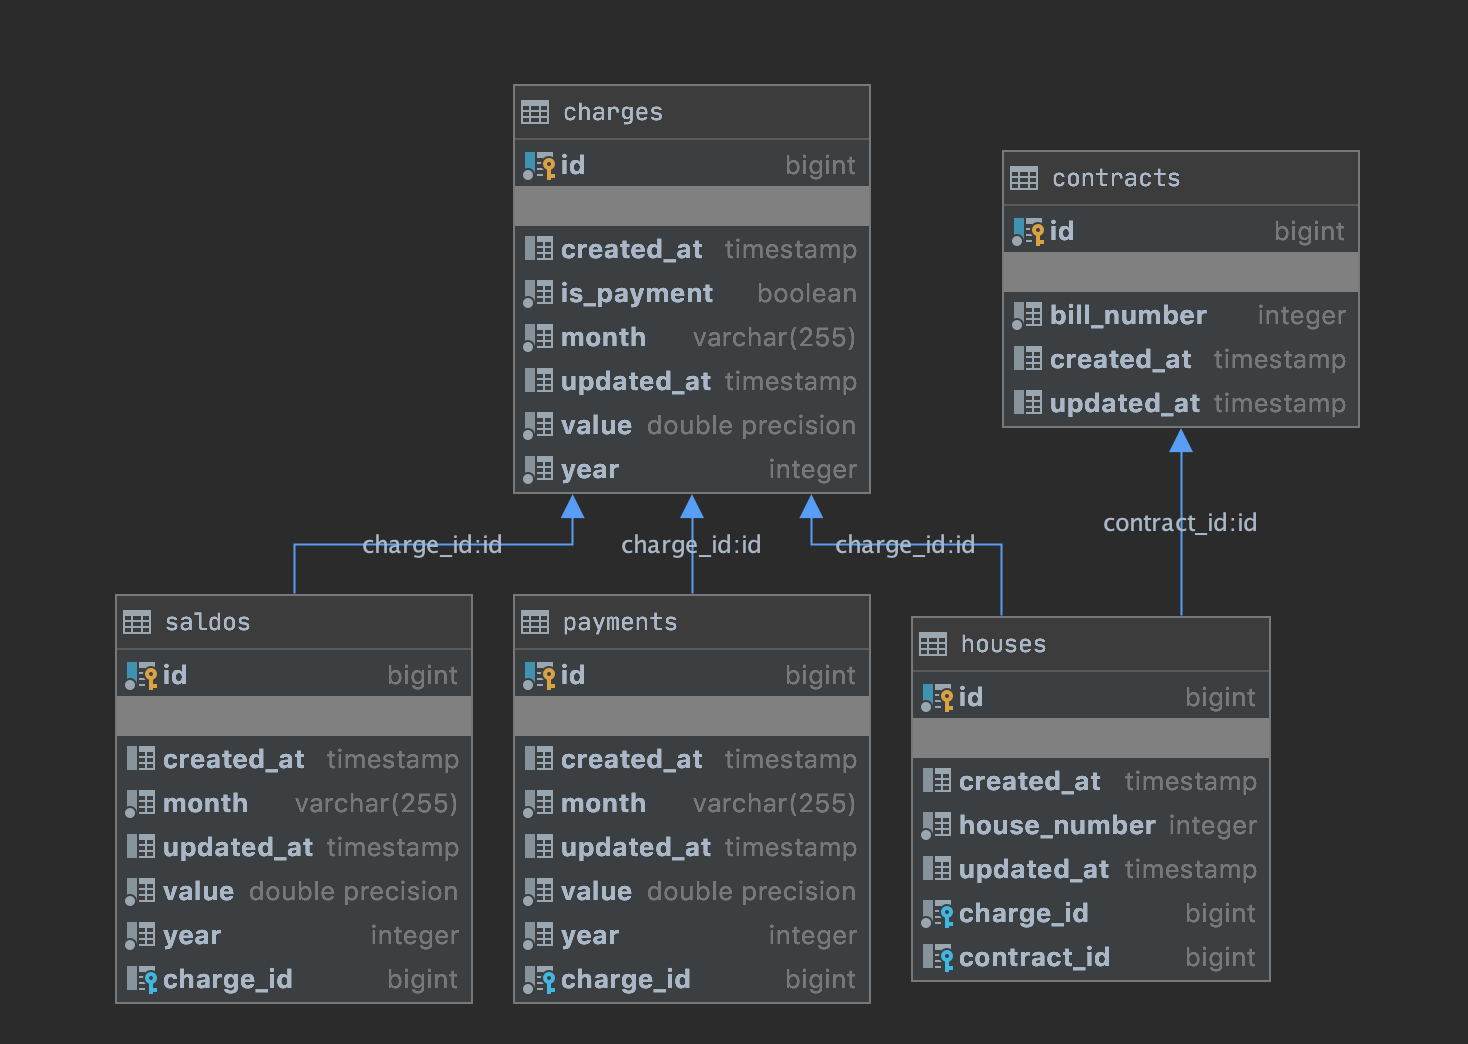 charges
id bigint
created_at timestamp
is_payment boolean
month varchar(255)
updated_at timestamp
value double precision
year integer
contracts
id bigint
bill_number integer
created_at timestamp
updated_at timestamp
charge_id:id
charge_id:id
charge_id:id
contract_id:id
saldos
id bigint
created_at timestamp
month varchar(255)
updated_at timestamp
value double precision
year integer
charge_id bigint
payments
id bigint
created_at timestamp
month varchar(255)
updated_at timestamp
value double precision
year integer
charge_id bigint
houses
id bigint
created_at timestamp
house_number integer
updated_at timestamp
charge_id bigint
contract_id bigint